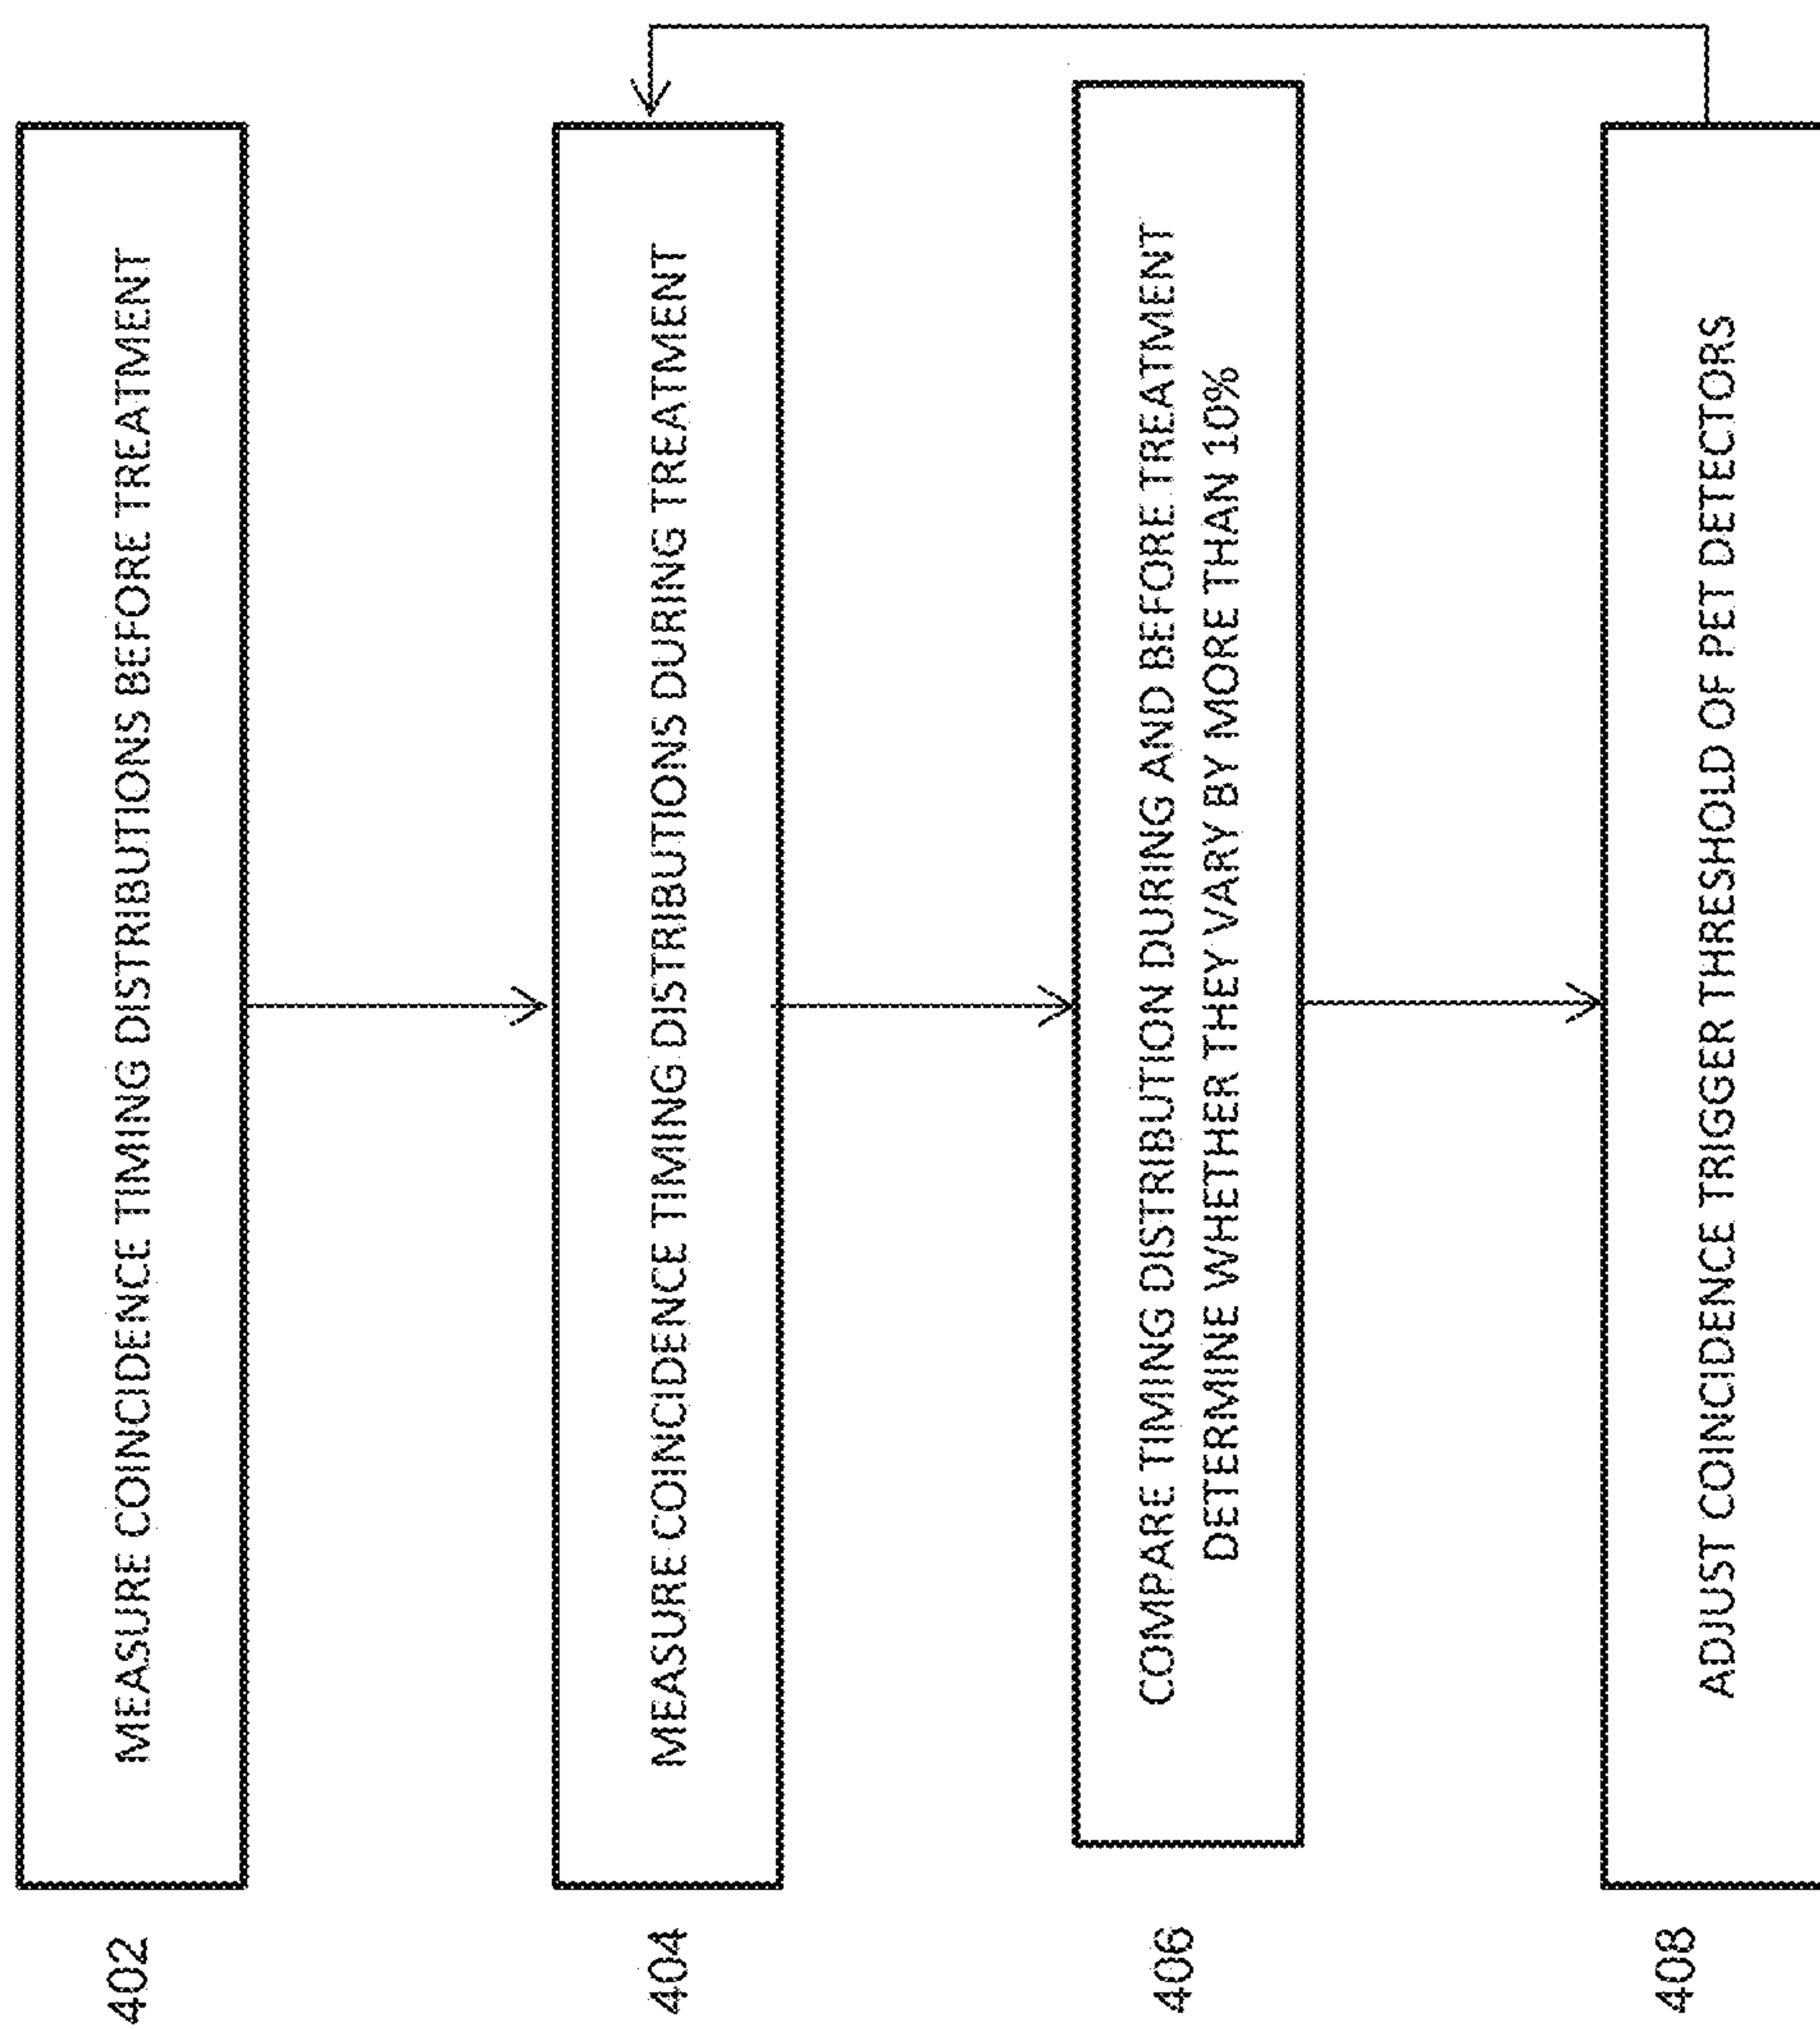 402
MEASURE COINCIDENCE TIMING DISTRIBUTIONS BEFORE TREATMENT
404
MEASURE COINCIDENCE TIMING DISTRIBUTIONS DURING TREATMENT
406
COMPARE TIMING DISTRIBUTION DURING AND BEFORE TREATMENT
DETERMINE WHETHER THEY VARY BY MORE THAN 10%
408
ADJUST COINCIDENCE TRIGGER THRESHOLD OF PET DETECTORS